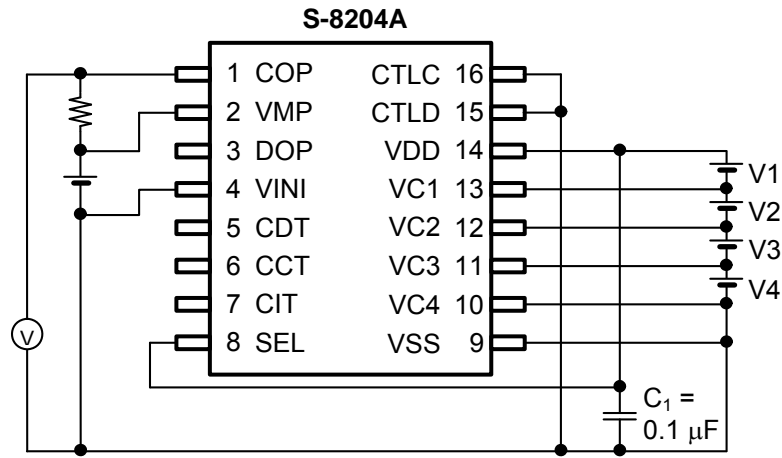 S-8204A
1 COP
2 VMP
3 DOP
4 VINI
5 CDT
6 CCT
7 CIT
8 SEL
CTLC 16
CTLD 15
VDD 14
VC1 13
VC2 12
VC3 11
VC4 10
VSS 9
V1
V2
V3
V4
V
C₁ =
0.1 μF